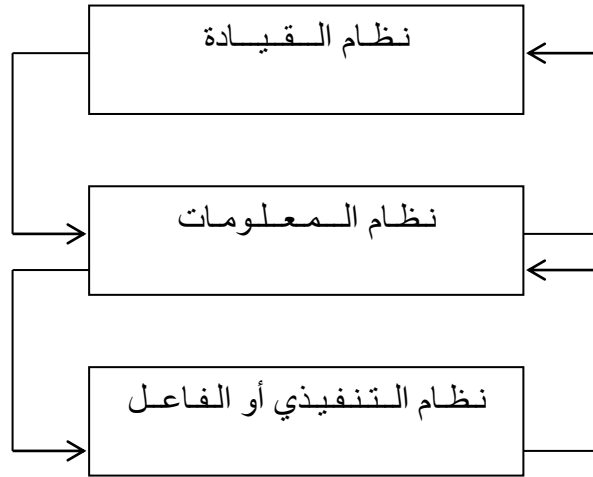 نظام القيادة
نظام المعلومات
نظام التنفيذي أو الفاعل